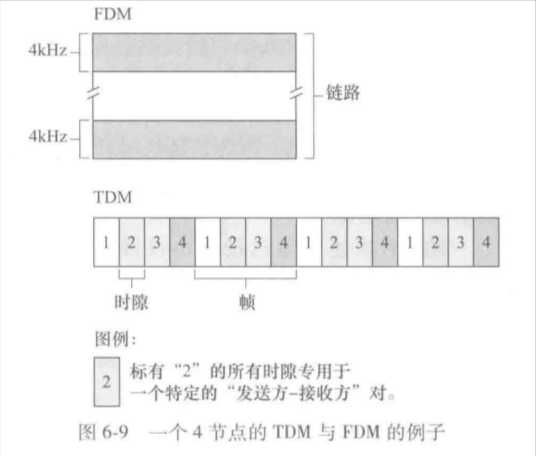 FDM
4kHz
链路
4kHz
TDM
1 2 3 4 1 2 3 4 1 2 3 4 1 2 3 4
时隙 帧
图例：
2 标有“2”的所有时隙专用于
一个特定的“发送方-接收方”对。
图 6-9 一个 4 节点的 TDM 与 FDM 的例子